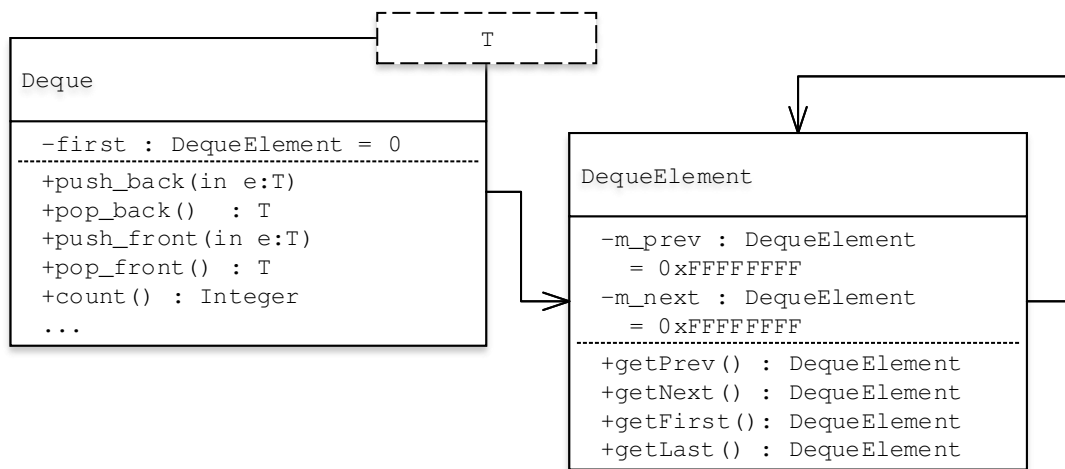 T
Deque
-first : DequeElement = 0
+push_back(in e:T)
+pop_back()  : T
+push_front(in e:T)
+pop_front() : T
+count() : Integer
...
DequeElement
-m_prev : DequeElement
= 0xFFFFFFFF
-m_next : DequeElement
= 0xFFFFFFFF
+getPrev() : DequeElement
+getNext() : DequeElement
+getFirst(): DequeElement
+getLast() : DequeElement